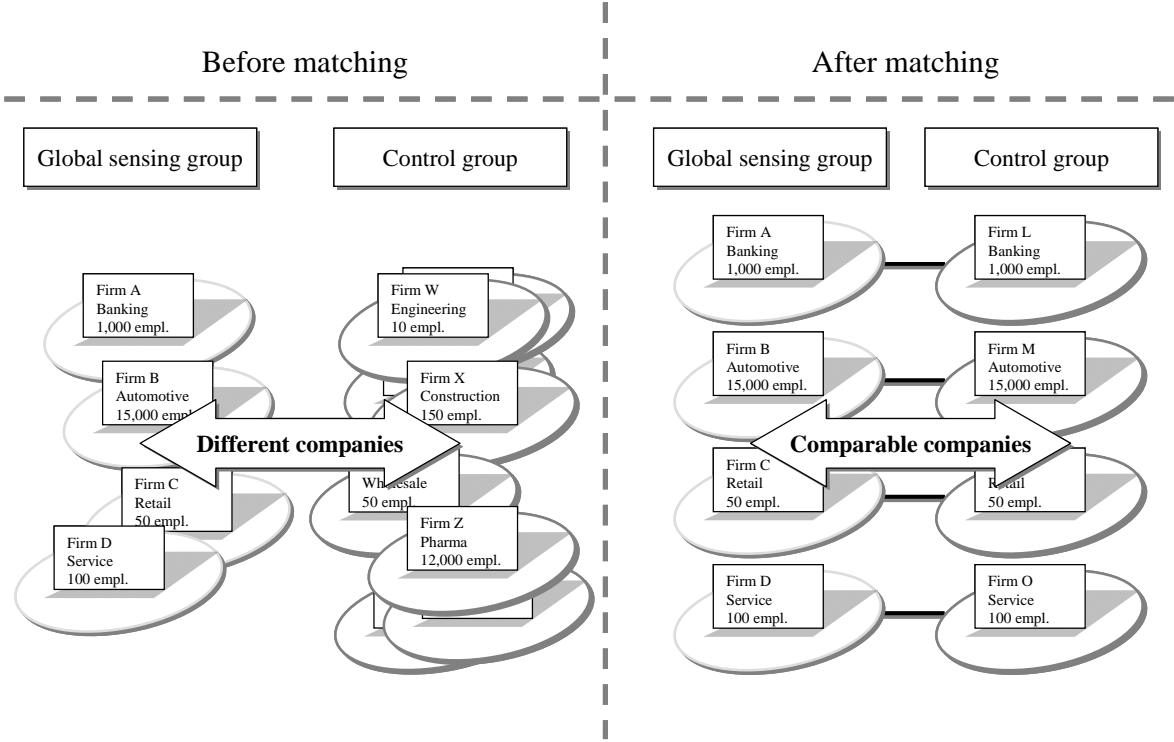 Before matching
After matching
Global sensing group
Control group
Global sensing group
Control group
Firm A
Banking
1,000 empl.
Firm B
Automotive
15,000 empl.
Firm C
Retail
50 empl.
Firm D
Service
100 empl.
Firm W
Engineering
10 empl.
Firm X
Construction
150 empl.
Wholesale
50 empl.
Firm Z
Pharma
12,000 empl.
Different companies
Firm A
Banking
1,000 empl.
Firm L
Banking
1,000 empl.
Firm B
Automotive
15,000 empl.
Firm M
Automotive
15,000 empl.
Comparable companies
Firm C
Retail
50 empl.
Retail
50 empl.
Firm D
Service
100 empl.
Firm O
Service
100 empl.